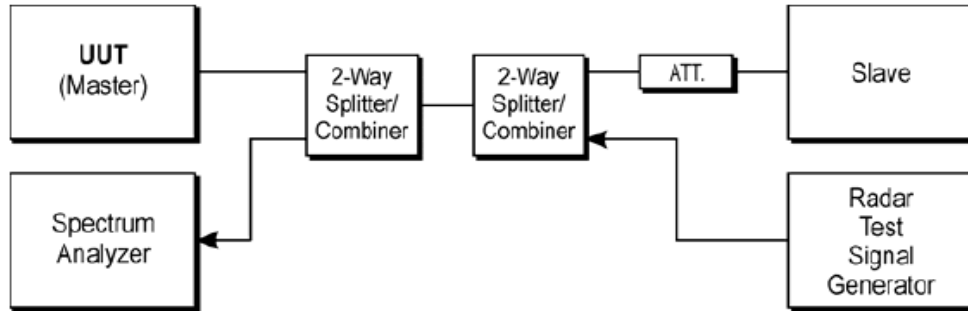 UUT
(Master)
2-Way
Splitter/
Combiner
2-Way
Splitter/
Combiner
ATT.
Slave
Spectrum
Analyzer
Radar
Test
Signal
Generator